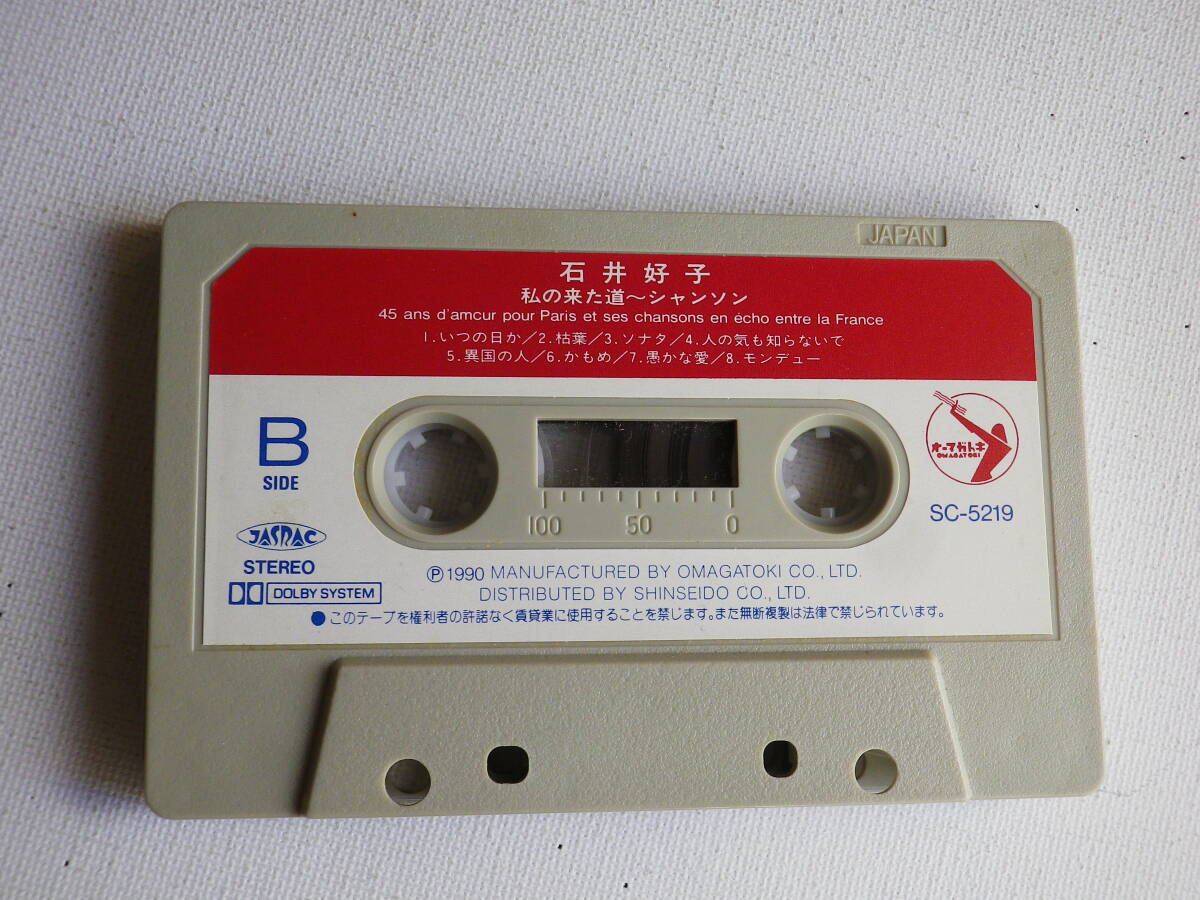 JAPAN
石井好子
私の来た道〜シャンソン
45 ans d'amcur pour Paris et ses chansons en écho entre la France
1.いつの日か/2.枯葉/3.ソナタ/4.人の気も知らないで
5.異国の人/6.かもめ/7.愚かな愛/8.モンデュー
B
SIDE
オーマガトキ
OMAGATOKI
SC-5219
100 50 0
JASRAC
STEREO
DOLBY SYSTEM
Ⓟ1990 MANUFACTURED BY OMAGATOKI CO., LTD.
DISTRIBUTED BY SHINSEIDO CO., LTD.
●このテープを権利者の許諾なく賃貸業に使用することを禁じます。また無断複製は法律で禁じられています。